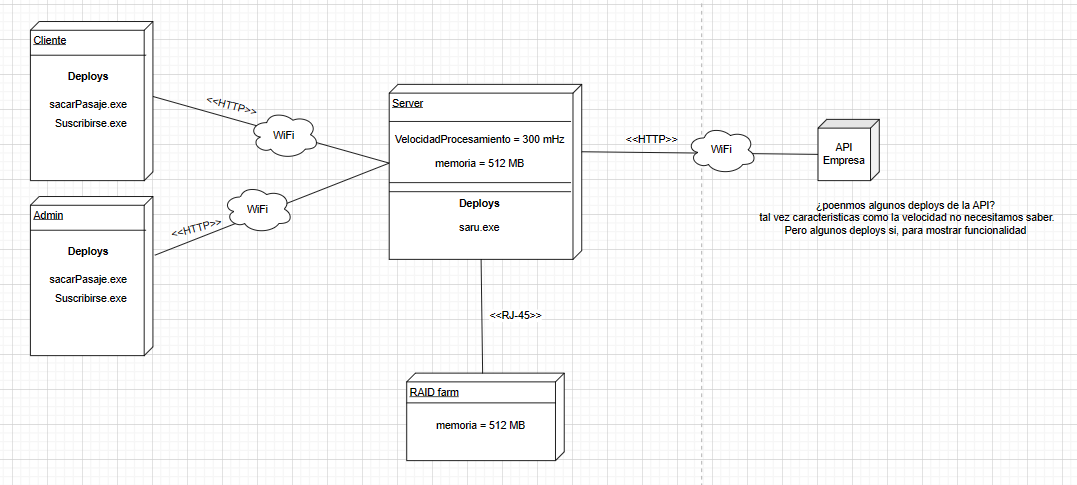 Cliente
Deploys
sacarPasaje.exe
Suscribirse.exe
<<HTTP>>
WiFi
Admin
Deploys
sacarPasaje.exe
Suscribirse.exe
<<HTTP>>
WiFi
Server
VelocidadProcesamiento = 300 mHz
memoria = 512 MB
Deploys
saru.exe
<<RJ-45>>
RAID farm
memoria = 512 MB
<<HTTP>>
WiFi
API
Empresa
¿poenmos algunos deploys de la API?
tal vez caracteristicas como la velocidad no necesitamos saber.
Pero algunos deploys si, para mostrar funcionalidad